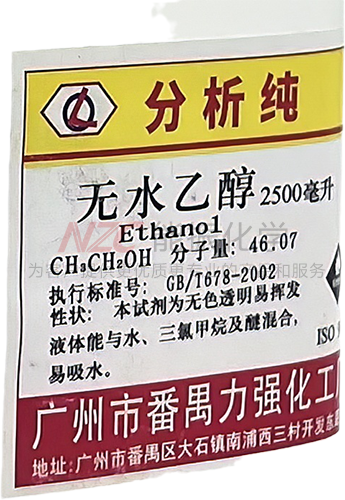 分析纯
无水乙醇 2500毫升
Ethanol
CH₃CH₂OH 分子量: 46.07
执行标准号: GB/T678-2002
性状: 本试剂为无色透明易挥发
液体能与水、三氯甲烷及醚混合,
易吸水。
ISO
广州市番禺力强化工
地址:广州市番禺区大石镇南浦西三村开发东